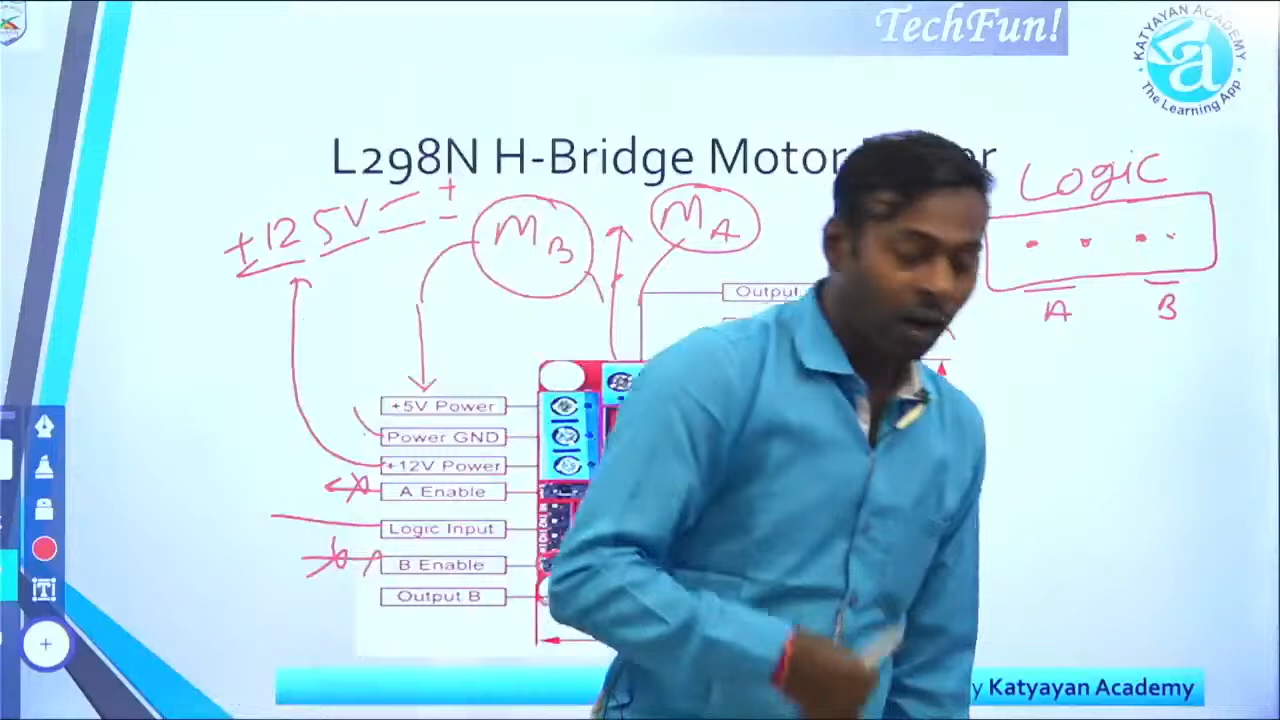 TechFun!
KATYAYAN ACADEMY
The Learning App
L298N H-Bridge Motor
Logic
+12 5V + -
MB
MA
A B
Output
+5V Power
Power GND
+12V Power
A Enable
Logic Input
B Enable
Output B
y Katyayan Academy